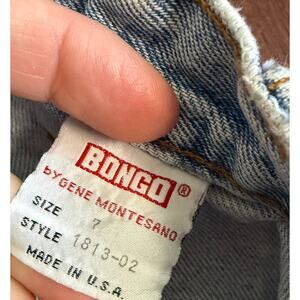 BONGO®
BY GENE MONTESANO
SIZE 7
STYLE 1813-02
MADE IN U.S.A.